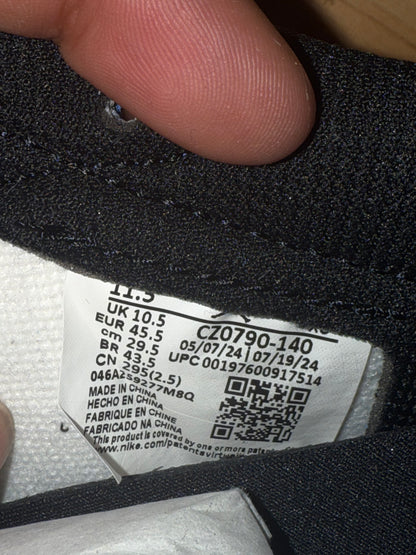 11.5
UK 10.5
EUR 45.5
cm 29.5
BR 43.5
CN 295(2.5)
CZ0790-140
05/07/24 | 07/19/24
UPC 00197600917514
MADE IN CHINA
HECHO EN CHINA
FABRIQUE EN CHINE
FABRICADO NA CHINA
This product is covered by one or more
www.nike.com/patents